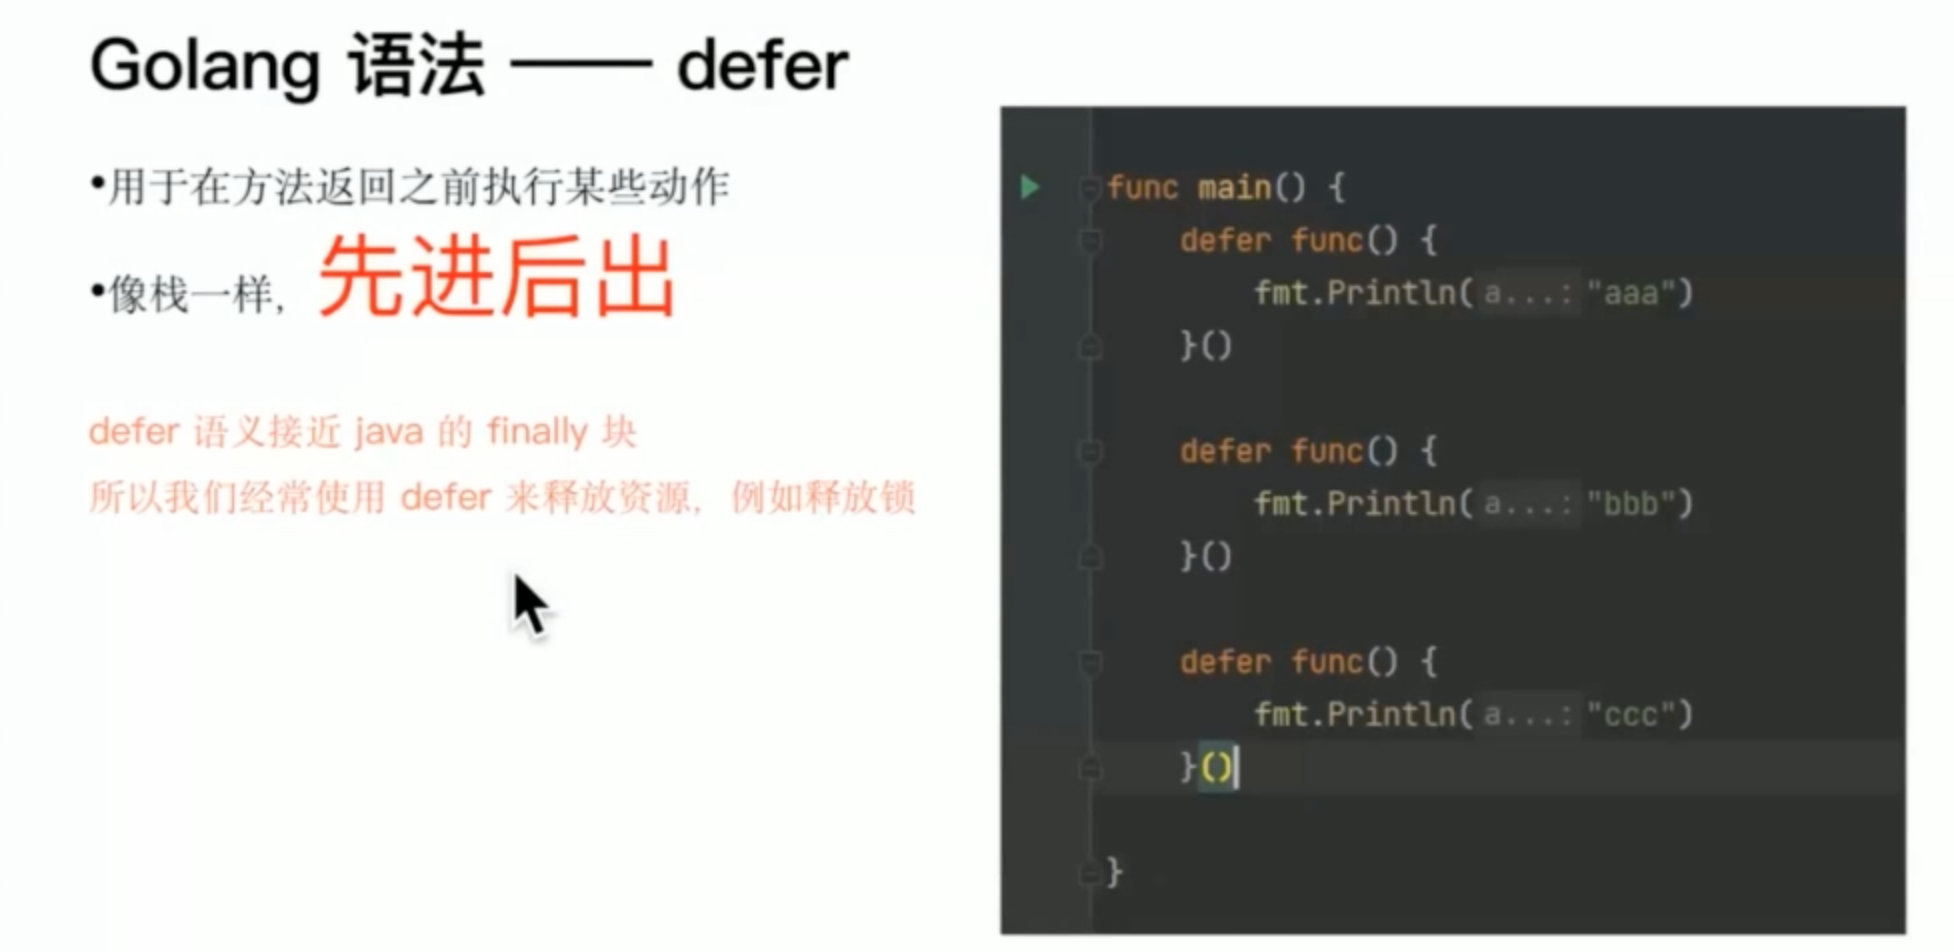 Golang 语法 —— defer
•用于在方法返回之前执行某些动作
•像栈一样，先进后出
defer 语义接近 java 的 finally 块
所以我们经常使用 defer 来释放资源，例如释放锁
func main() {
    defer func() {
        fmt.Println( a...: "aaa")
    }()
    defer func() {
        fmt.Println( a...: "bbb")
    }()
    defer func() {
        fmt.Println( a...: "ccc")
    }()
}